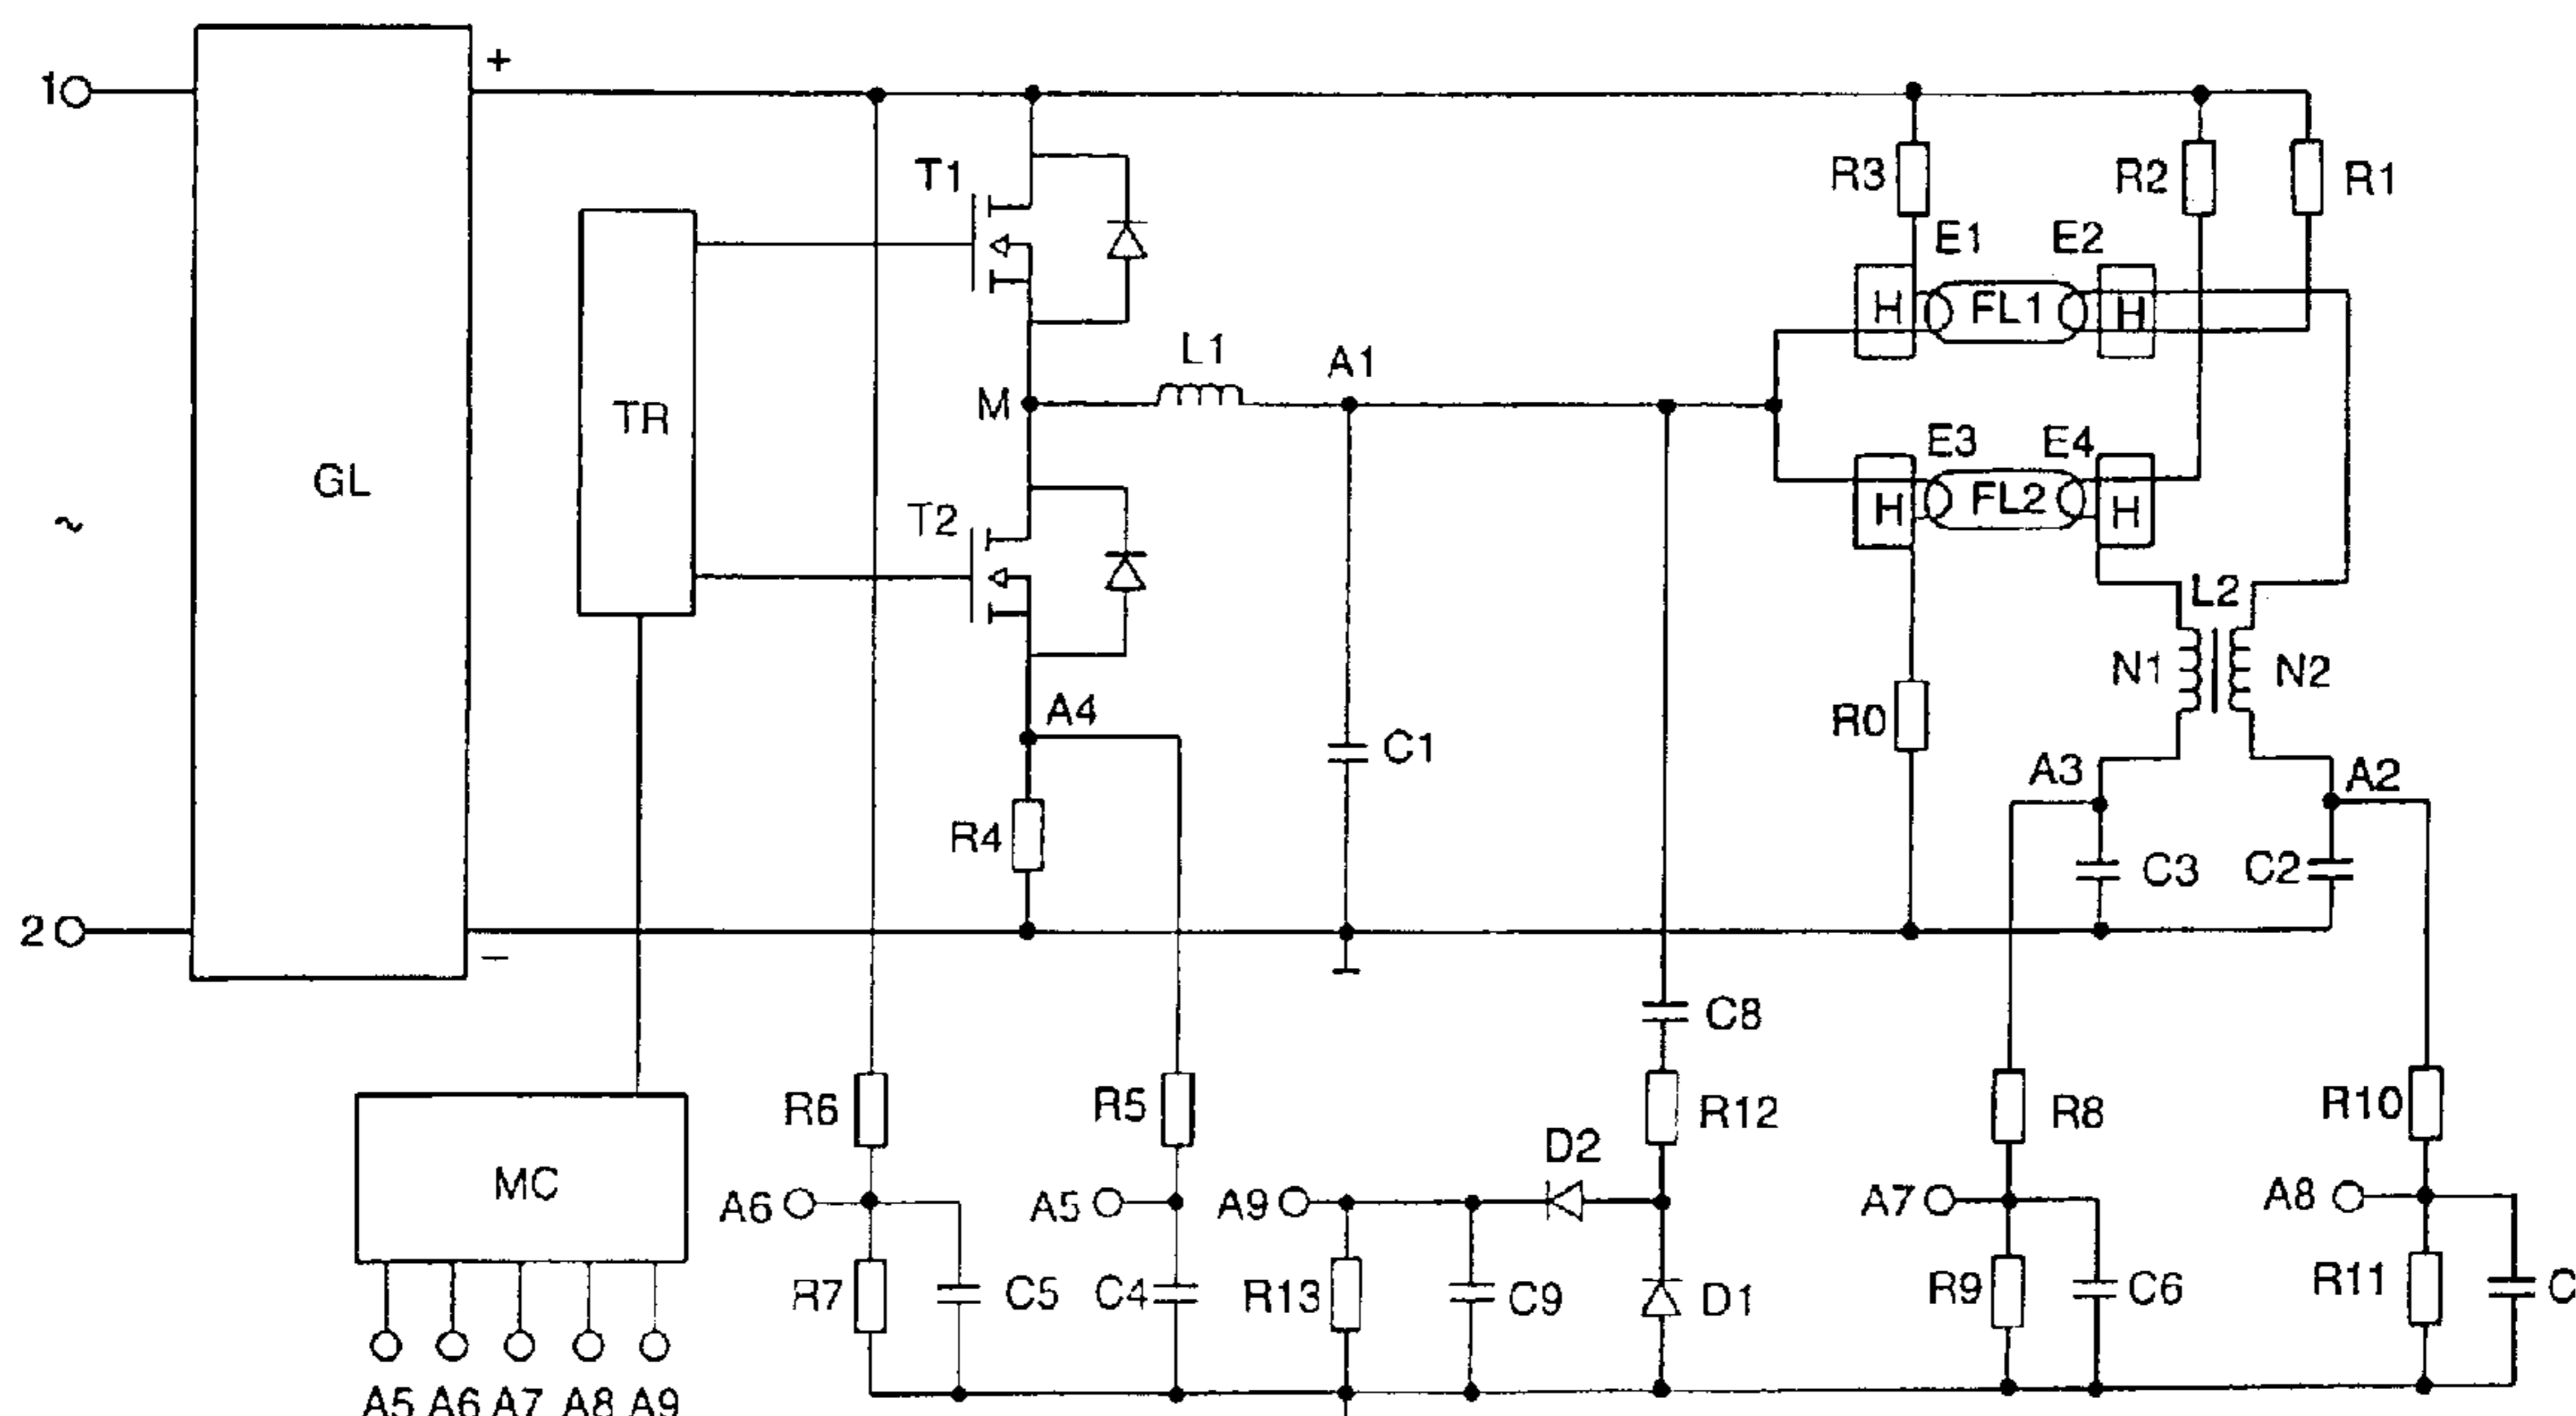 1
+
T1
R3
R2
R1
E1
E2
H
FL1
H
L1
A1
M
TR
E3
E4
GL
~
H
FL2
H
T2
L2
N1
N2
A4
R0
C1
A3
A2
R4
C3
C2
2
−
C8
R6
R5
R12
R8
R10
MC
D2
A6
A5
A9
A7
A8
R7
C5
C4
R13
C9
D1
R9
C6
R11
C
A5 A6 A7 A8 A9